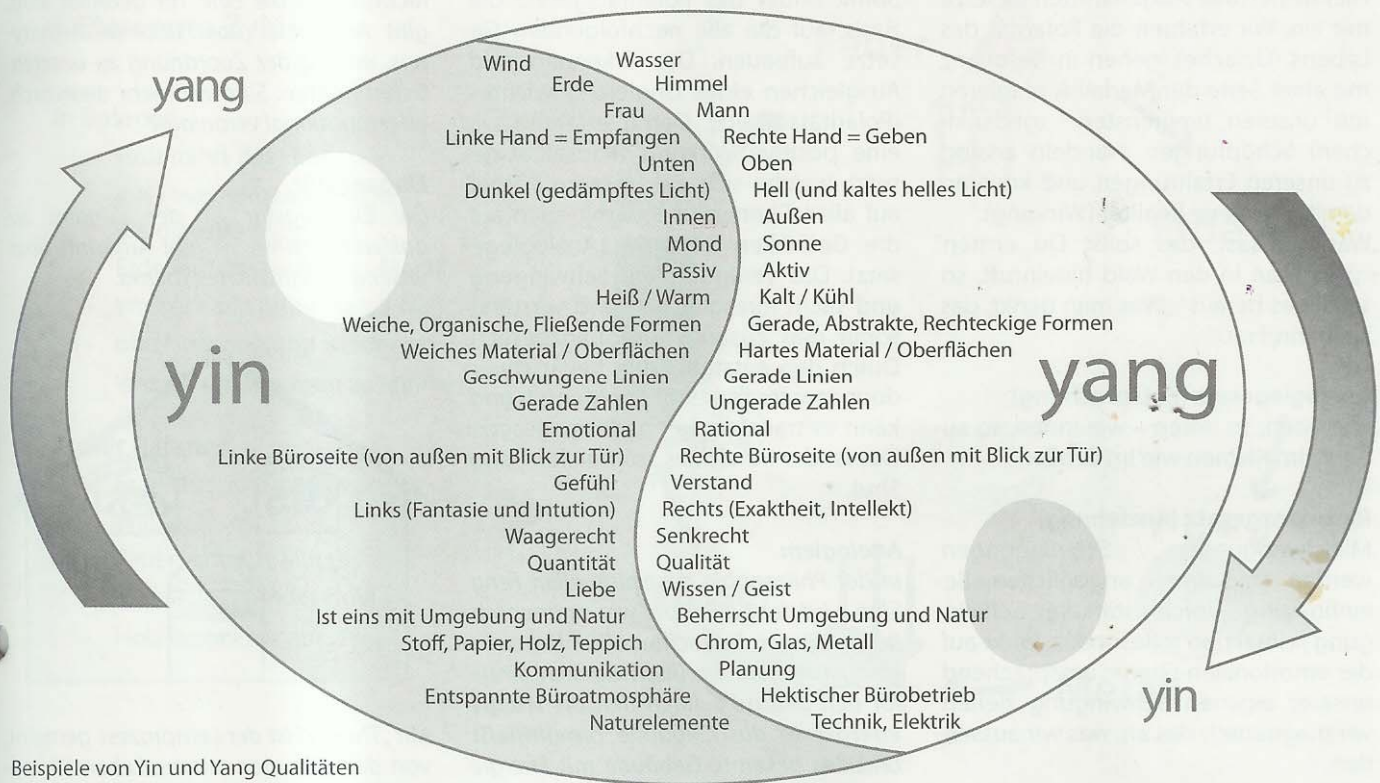 yang
Wind Wasser
Erde Himmel
Frau Mann
Linke Hand = Empfangen Rechte Hand = Geben
Unten Oben
Dunkel (gedämpftes Licht) Hell (und kaltes helles Licht)
Innen Außen
Mond Sonne
Passiv Aktiv
Heiß / Warm Kalt / Kühl
Weiche, Organische, Fließende Formen Gerade, Abstrakte, Rechteckige Formen
Weiches Material / Oberflächen Hartes Material / Oberflächen
yin yang
Geschwungene Linien Gerade Linien
Gerade Zahlen Ungerade Zahlen
Emotional Rational
Linke Büroseite (von außen mit Blick zur Tür) Rechte Büroseite (von außen mit Blick zur Tür)
Gefühl Verstand
Links (Fantasie und Intution) Rechts (Exaktheit, Intellekt)
Waagerecht Senkrecht
Quantität Qualität
Liebe Wissen / Geist
Ist eins mit Umgebung und Natur Beherrscht Umgebung und Natur
Stoff, Papier, Holz, Teppich Chrom, Glas, Metall
Kommunikation Planung
Entspannte Büroatmosphäre Hektischer Bürobetrieb
yin
Naturelemente Technik, Elektrik
Beispiele von Yin und Yang Qualitäten